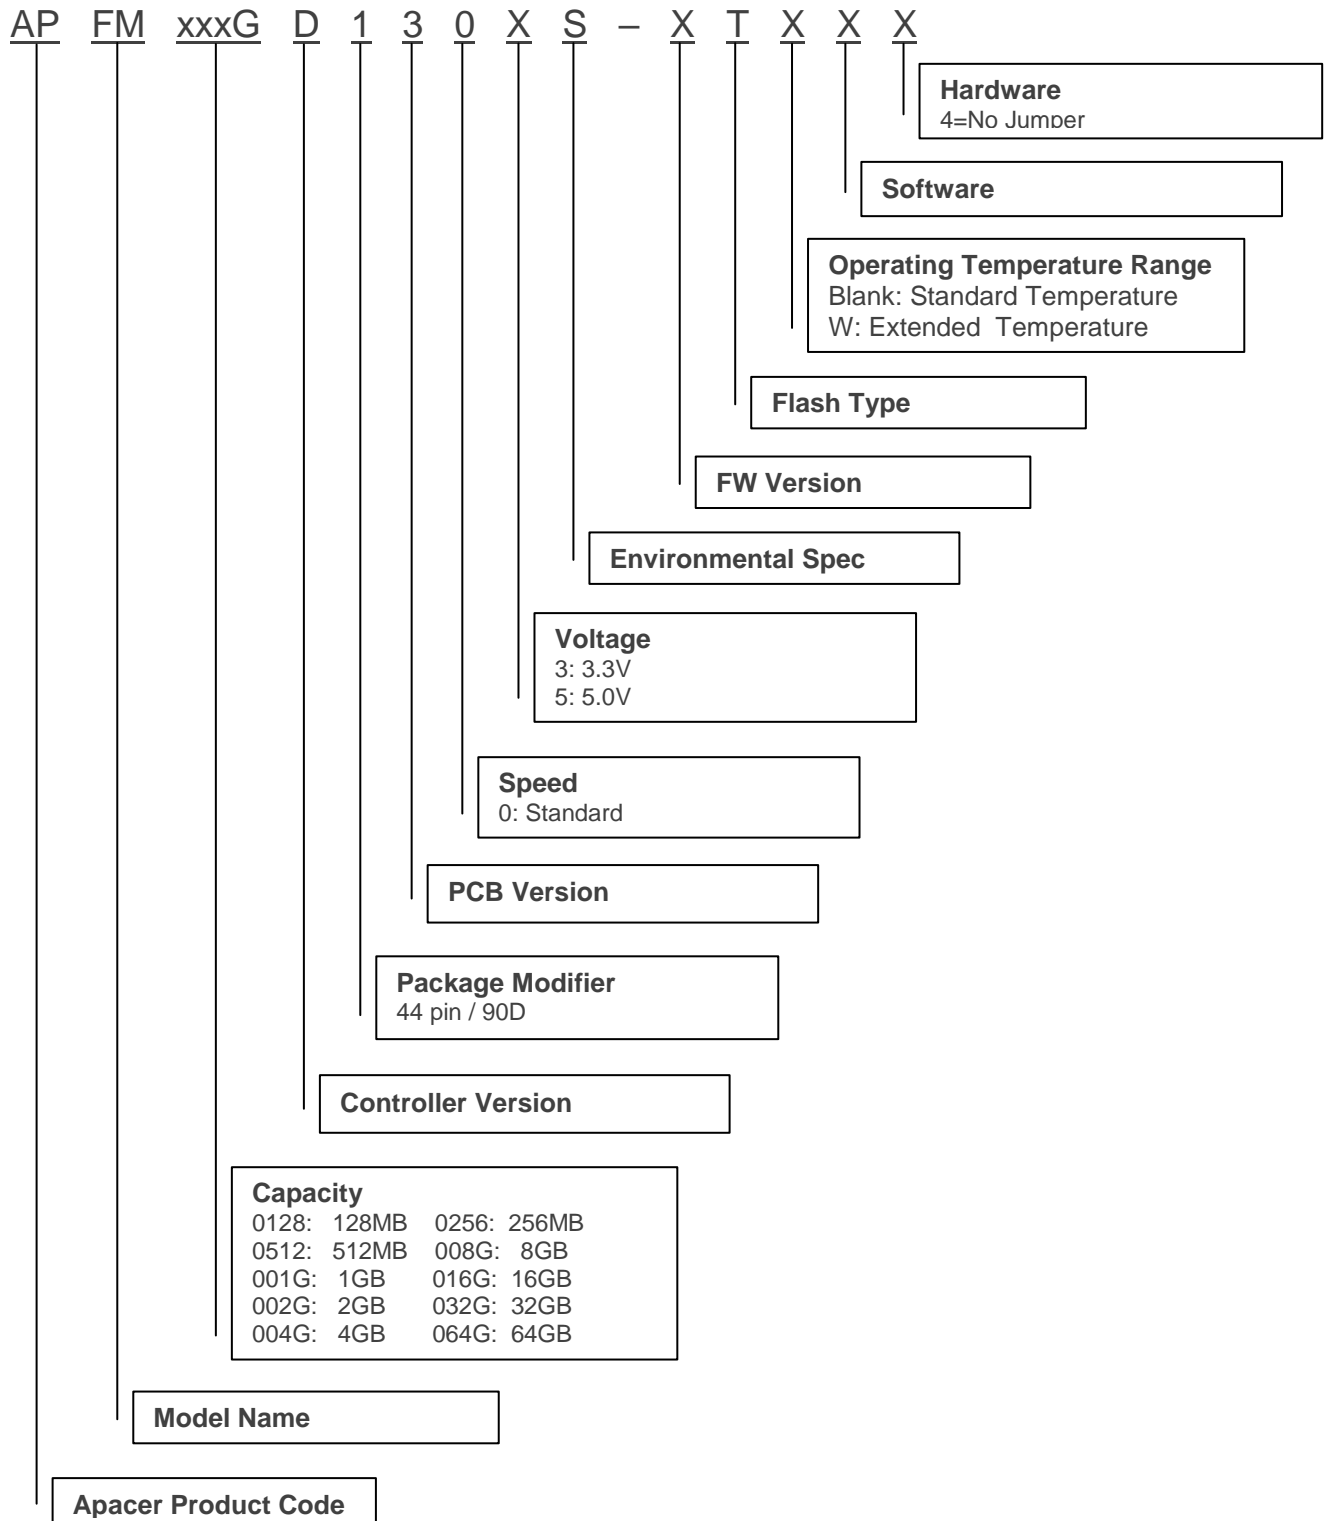 AP FM xxxG D 1 3 0 X S – X T X X X
Hardware
4=No Jumper
Software
Operating Temperature Range
Blank: Standard Temperature
W: Extended Temperature
Flash Type
FW Version
Environmental Spec
Voltage
3: 3.3V
5: 5.0V
Speed
0: Standard
PCB Version
Package Modifier
44 pin / 90D
Controller Version
Capacity
0128: 128MB 0256: 256MB
0512: 512MB 008G: 8GB
001G: 1GB 016G: 16GB
002G: 2GB 032G: 32GB
004G: 4GB 064G: 64GB
Model Name
Apacer Product Code